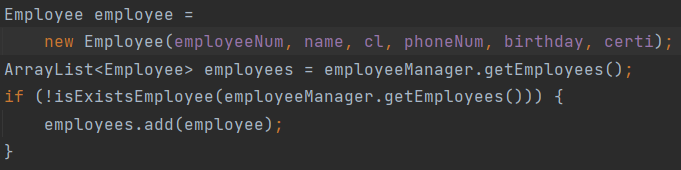 Employee employee =
    new Employee(employeeNum, name, cl, phoneNum, birthday, certi);
ArrayList<Employee> employees = employeeManager.getEmployees();
if (!isExistsEmployee(employeeManager.getEmployees())) {
    employees.add(employee);
}